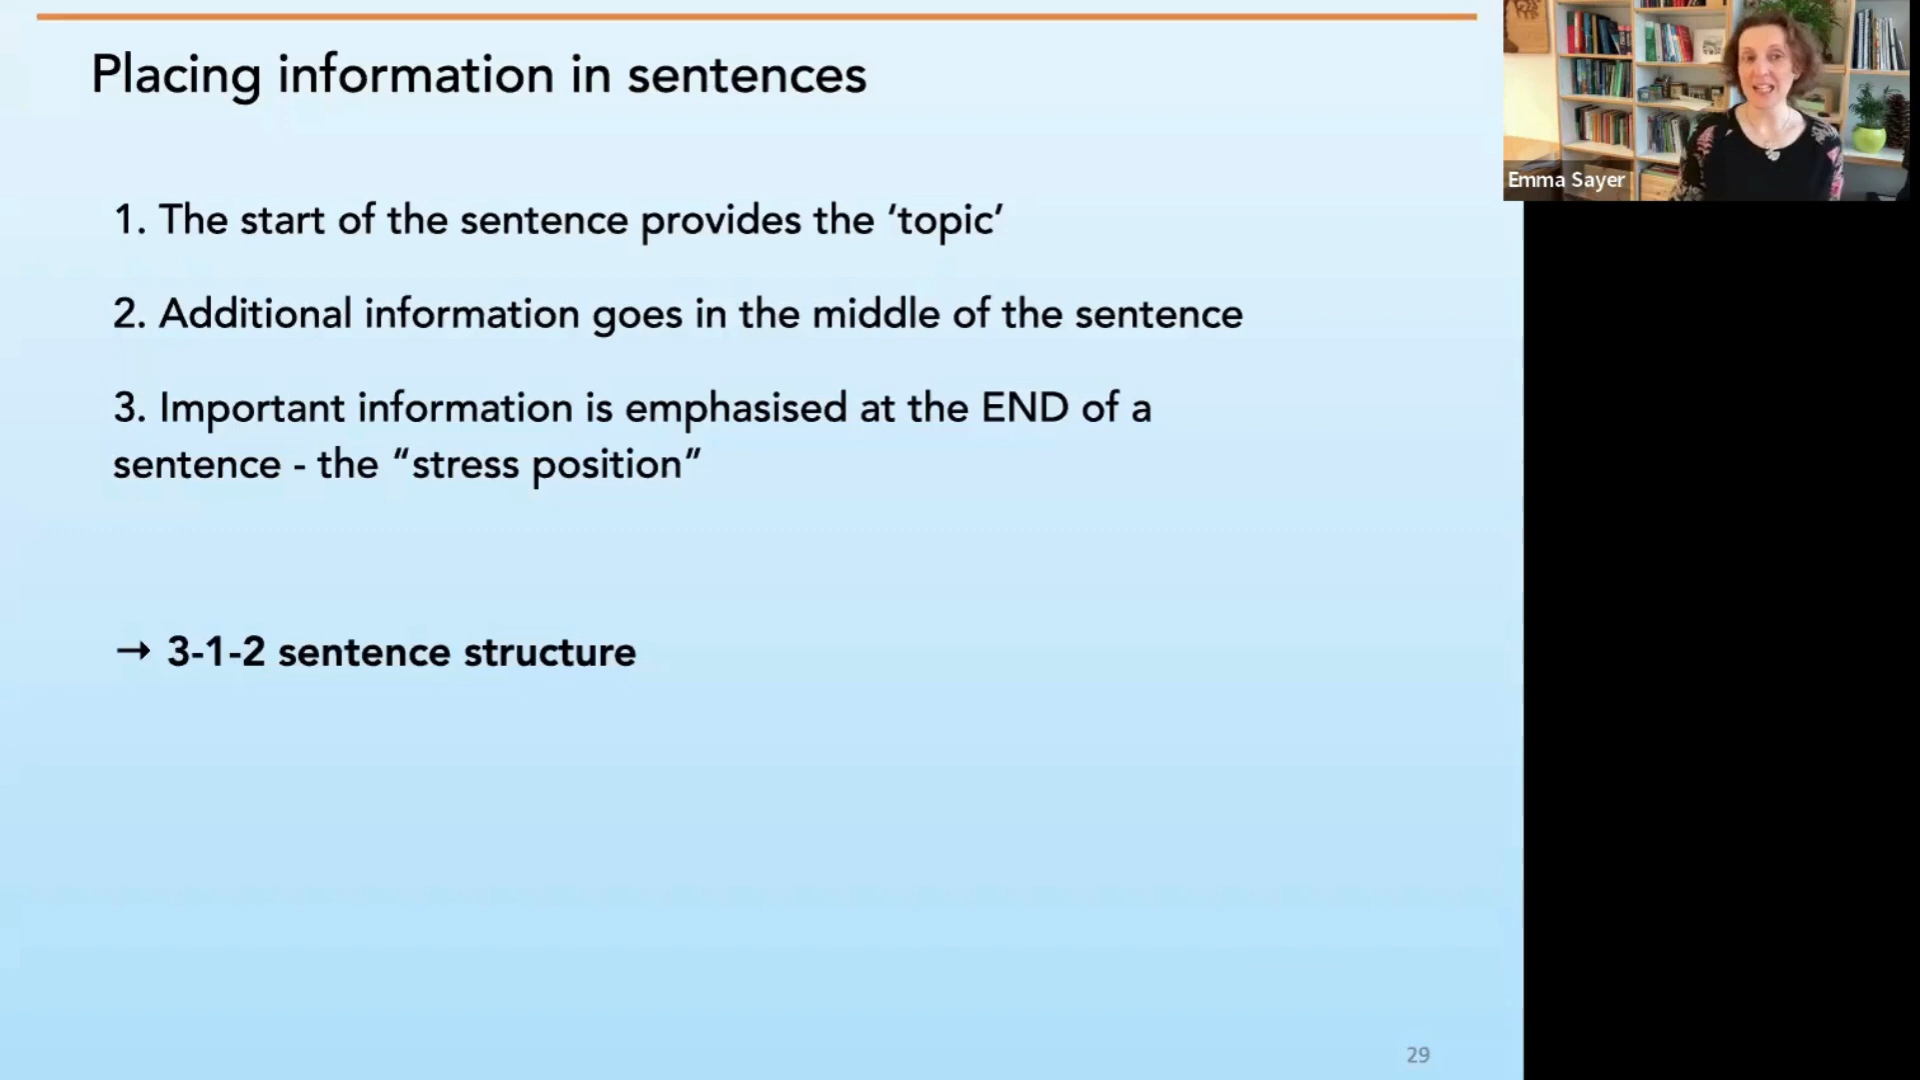 Placing information in sentences
1. The start of the sentence provides the ‘topic’
2. Additional information goes in the middle of the sentence
3. Important information is emphasised at the END of a
sentence - the “stress position”
→ 3-1-2 sentence structure
29
Emma Sayer